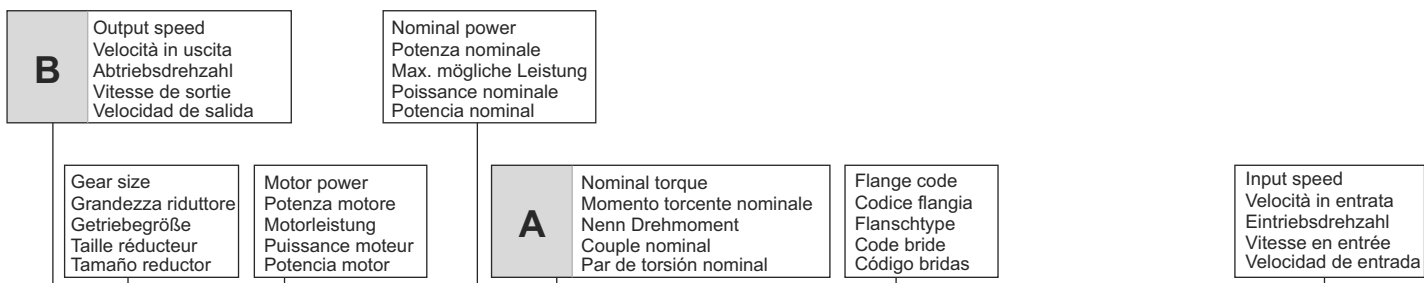 B
Output speed
Velocità in uscita
Abtriebsdrehzahl
Vitesse de sortie
Velocidad de salida
Nominal power
Potenza nominale
Max. mögliche Leistung
Poissance nominale
Potencia nominal
Gear size
Grandezza riduttore
Getriebegröße
Taille réducteur
Tamaño reductor
Motor power
Potenza motore
Motorleistung
Puissance moteur
Potencia motor
A
Nominal torque
Momento torcente nominale
Nenn Drehmoment
Couple nominal
Par de torsión nominal
Flange code
Codice flangia
Flanschtype
Code bride
Código bridas
Input speed
Velocità in entrata
Eintriebsdrehzahl
Vitesse en entrée
Velocidad de entrada